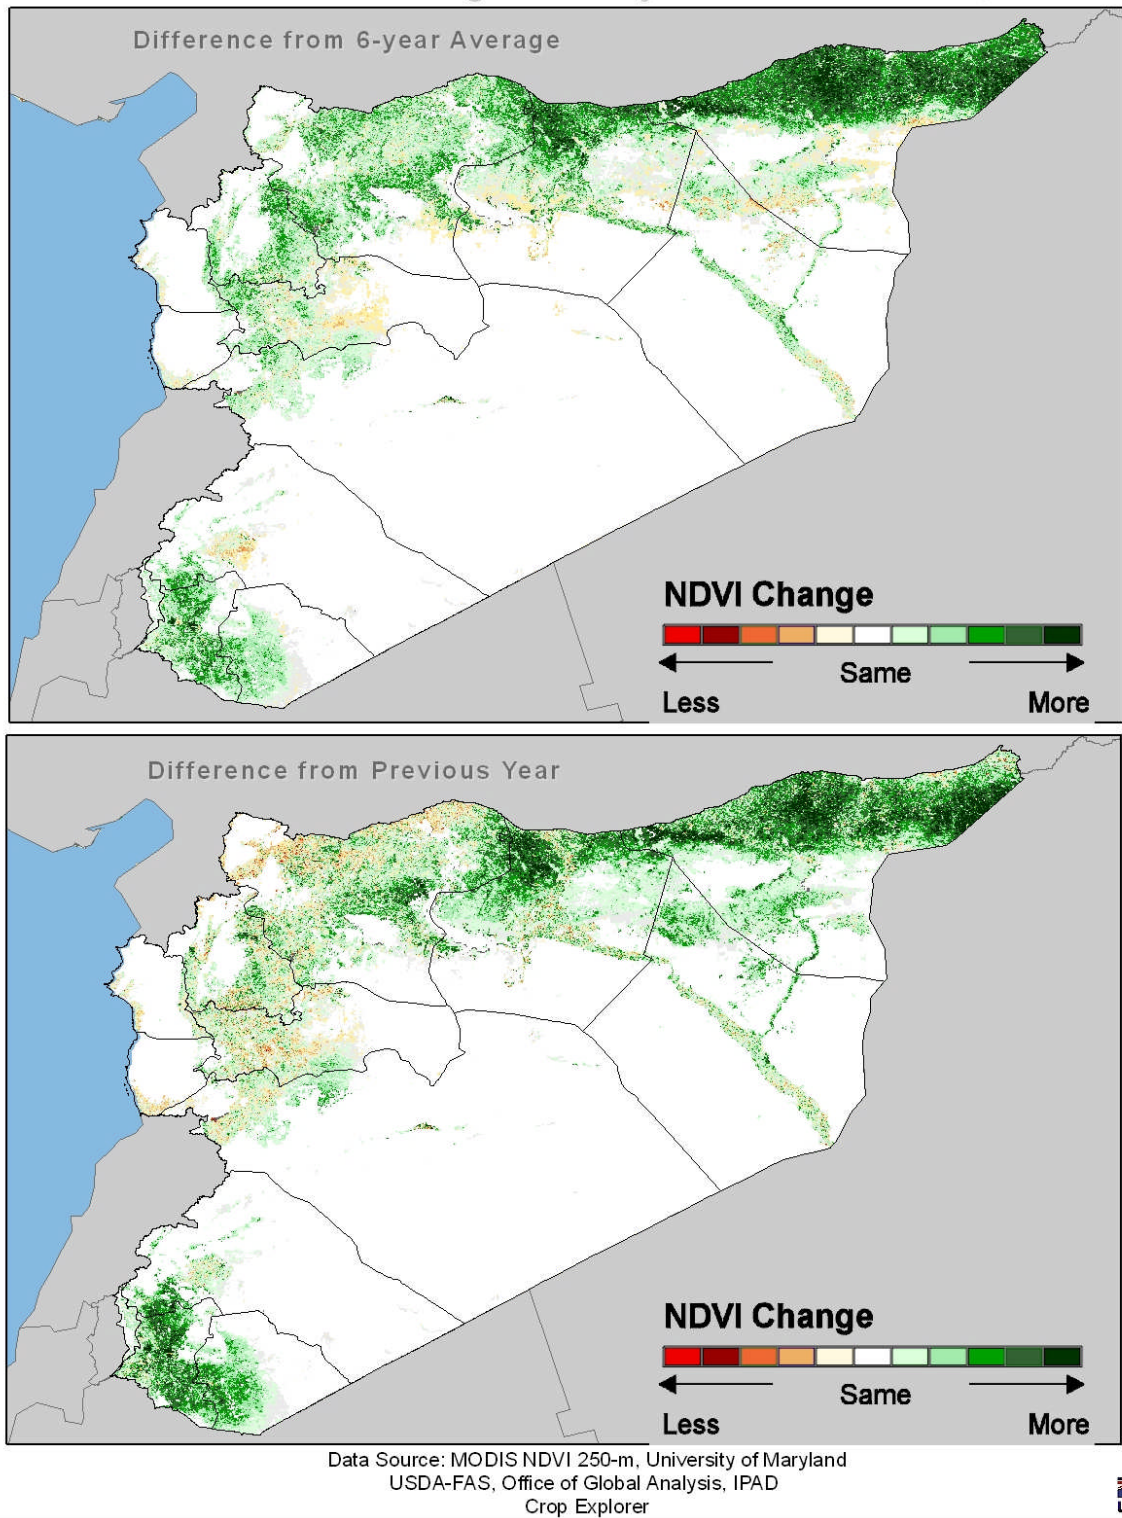 Difference from 6-year Average
NDVI Change
Same
Less
More
Difference from Previous Year
NDVI Change
Same
Less
More
Data Source: MODIS NDVI 250-m, University of Maryland
USDA-FAS, Office of Global Analysis, IPAD
Crop Explorer